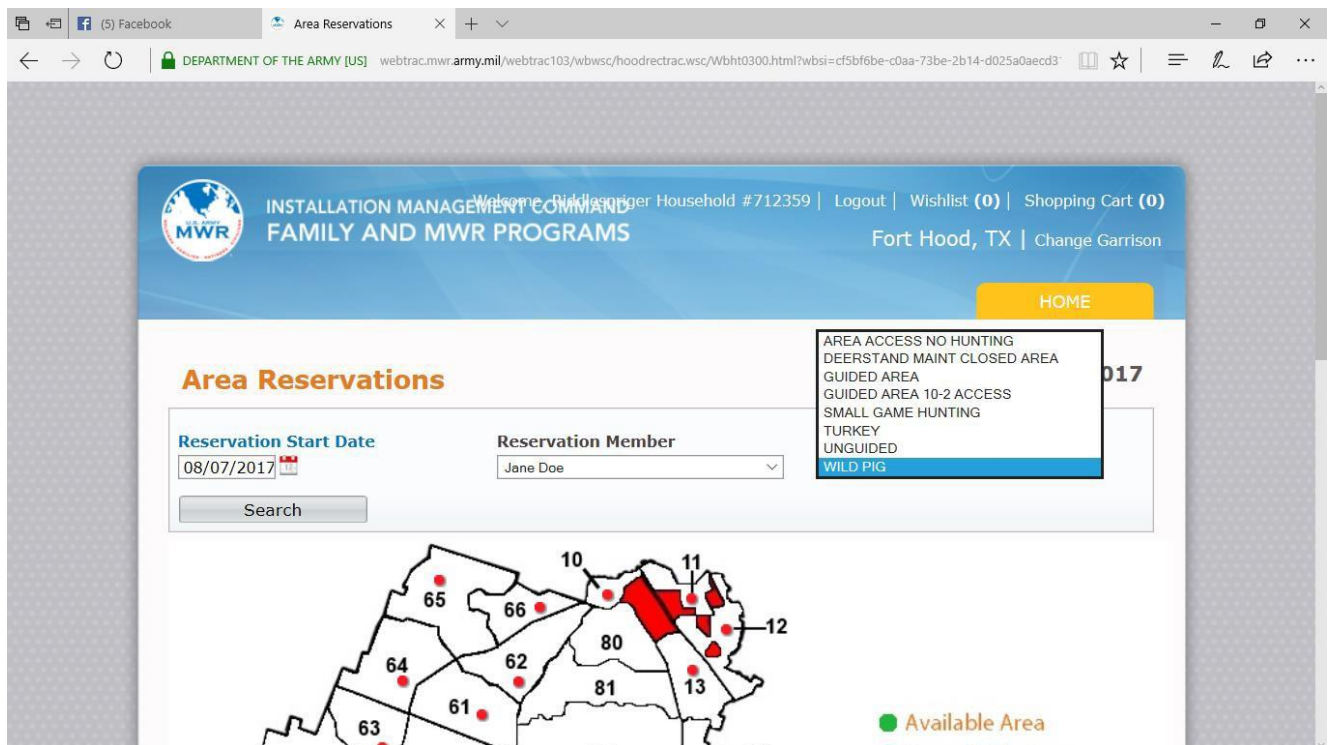 (5) Facebook
Area Reservations
DEPARTMENT OF THE ARMY [US] webtrac.mwr.army.mil/webtrac103/wbwsc/hoodrectrac.wsc/Wbht0300.html?wbsi=cf5bf6be-c0aa-73be-2b14-d025a0aecd3
U.S. ARMY
MWR
INSTALLATION MANAGEMENT COMMAND
FAMILY AND MWR PROGRAMS
Welcome, Household #712359 | Logout | Wishlist (0) | Shopping Cart (0)
Fort Hood, TX | Change Garrison
HOME
Area Reservations
017
Reservation Start Date
08/07/2017
Reservation Member
Jane Doe
AREA ACCESS NO HUNTING
DEERSTAND MAINT CLOSED AREA
GUIDED AREA
GUIDED AREA 10-2 ACCESS
SMALL GAME HUNTING
TURKEY
UNGUIDED
WILD PIG
Search
10
11
65
66
12
80
64
62
81
13
61
63
Available Area